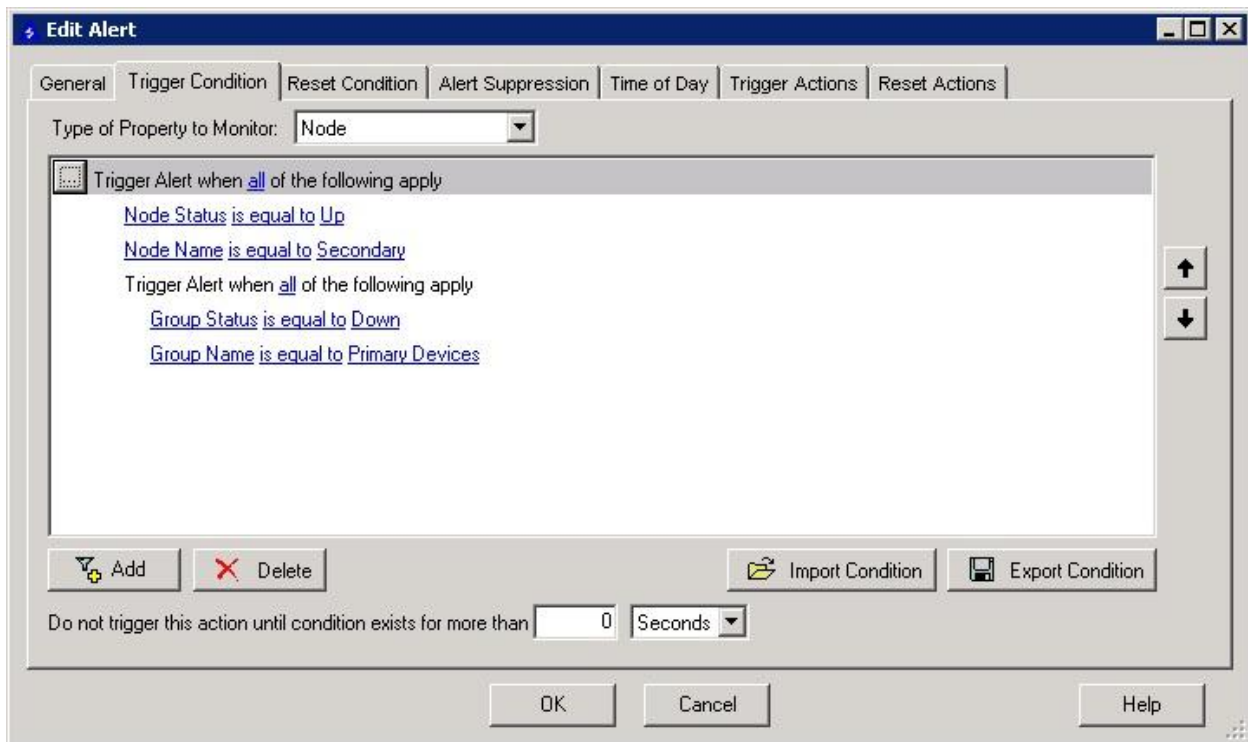 Edit Alert
General Trigger Condition Reset Condition Alert Suppression Time of Day Trigger Actions Reset Actions
Type of Property to Monitor: Node
... Trigger Alert when all of the following apply
Node Status is equal to Up
Node Name is equal to Secondary
Trigger Alert when all of the following apply
Group Status is equal to Down
Group Name is equal to Primary Devices
Add Delete Import Condition Export Condition
Do not trigger this action until condition exists for more than 0 Seconds
OK Cancel Help